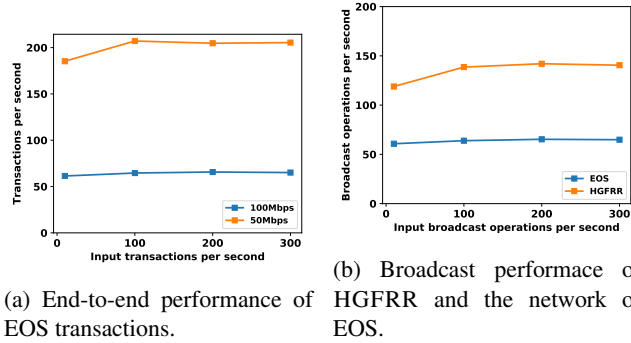 200
150
100
50
0
Transactions per second
100Mbps
50Mbps
0 100 200 300
Input transactions per second
(a) End-to-end performance of
EOS transactions.
200
150
100
50
0
Broadcast operations per second
EOS
HGFRR
100 200 300
Input broadcast operations per second
(b) Broadcast performace o
HGFRR and the network o
EOS.